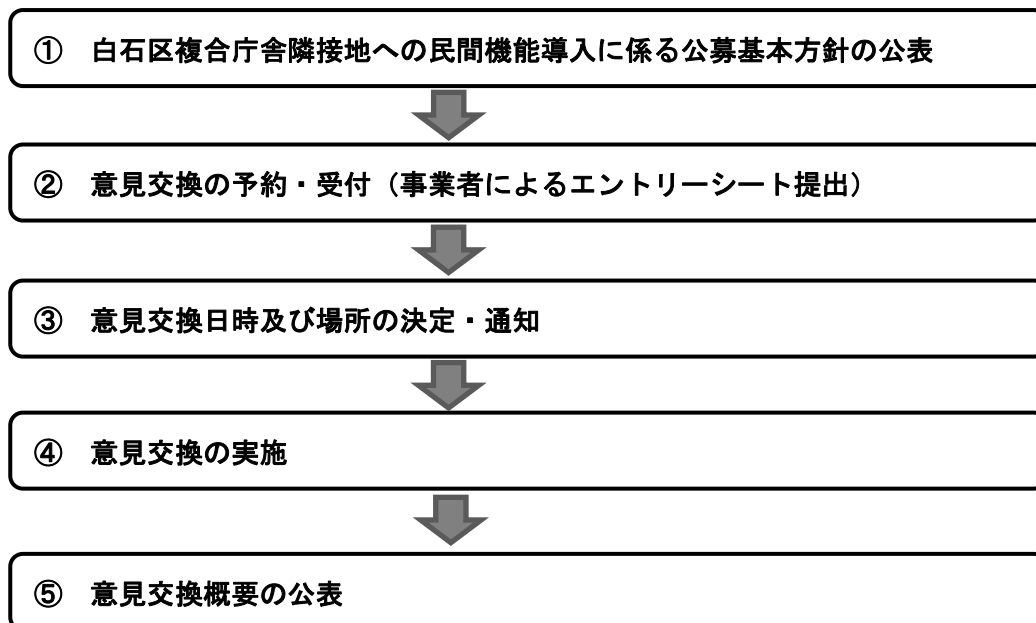 ① 白石区複合庁舎隣接地への民間機能導入に係る公募基本方針の公表
② 意見交換の予約・受付（事業者によるエントリーシート提出）
③ 意見交換日時及び場所の決定・通知
④ 意見交換の実施
⑤ 意見交換概要の公表